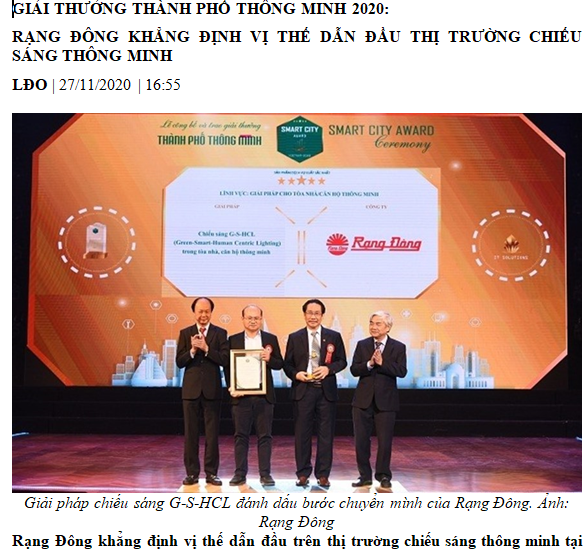 GIẢI THƯỞNG THÀNH PHỐ THÔNG MINH 2020:
RẠNG ĐÔNG KHẲNG ĐỊNH VỊ THẾ DẪN ĐẦU THỊ TRƯỜNG CHIẾU
SÁNG THÔNG MINH
LĐO | 27/11/2020 | 16:55
Lễ công bố và trao giải thưởng
THÀNH PHỐ THÔNG MINH
SMART CITY
SMART CITY AWARD
Ceremony
LĨNH VỰC: GIẢI PHÁP CHO TÒA NHÀ/CĂN HỘ THÔNG MINH
GIẢI PHÁP
CÔNG TY
Chiếu sáng G-S-HCL
(Green-Smart-Human Centric Lighting)
trong tòa nhà, căn hộ thông minh
Rạng Đông
IT SOLUTIONS
Giải pháp chiếu sáng G-S-HCL đánh dấu bước chuyển mình của Rạng Đông. Ảnh:
Rạng Đông
Rạng Đông khẳng định vị thế dẫn đầu trên thị trường chiếu sáng thông minh tại